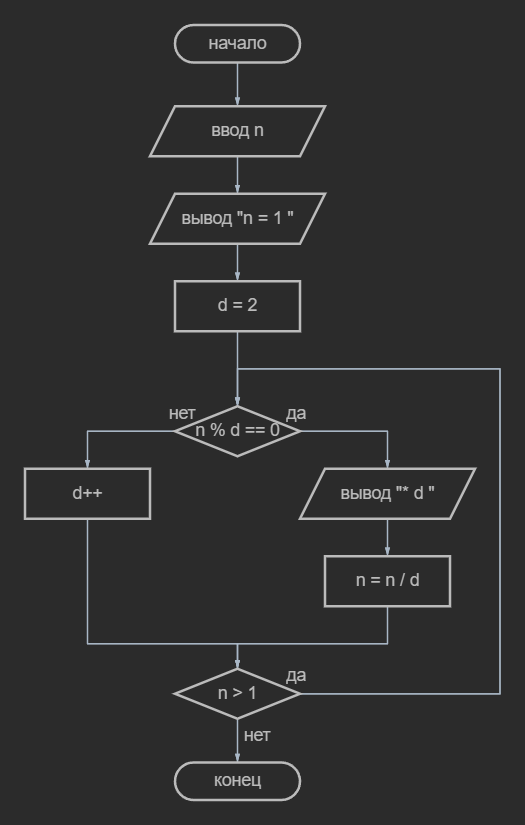 начало
ввод n
вывод "n = 1 "
d = 2
нет
да
n % d == 0
d++
вывод "* d "
n = n / d
да
n > 1
нет
конец